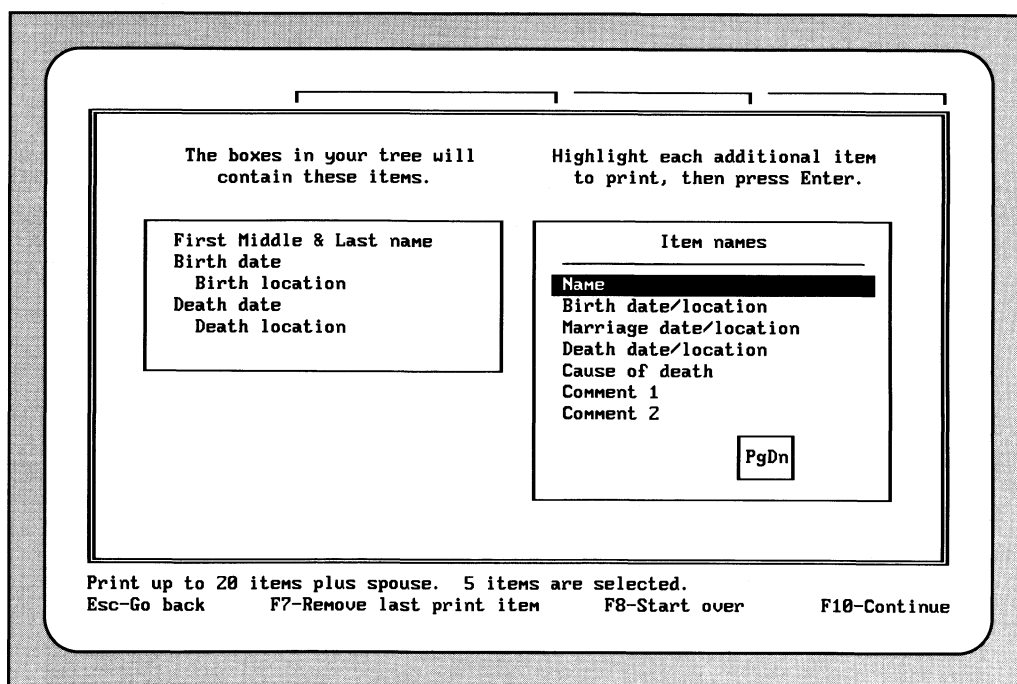 The boxes in your tree will
contain these items.
First Middle & Last name
Birth date
Birth location
Death date
Death location
Highlight each additional item
to print, then press Enter.
Item names
Name
Birth date/location
Marriage date/location
Death date/location
Cause of death
Comment 1
Comment 2
PgDn
Print up to 20 items plus spouse. 5 items are selected.
Esc-Go back F7-Remove last print item F8-Start over F10-Continue